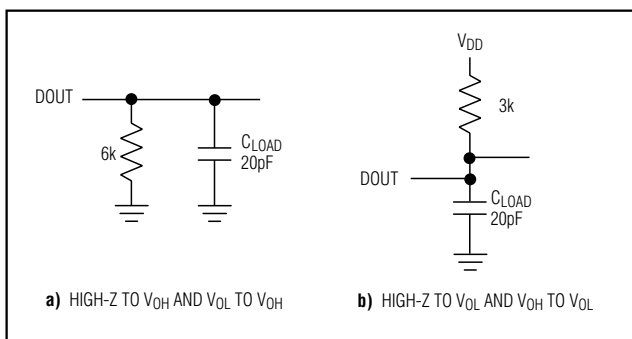 DOUT
6k
CLOAD
20pF
a) HIGH-Z TO VOH AND VOL TO VOH
VDD
3k
DOUT
CLOAD
20pF
b) HIGH-Z TO VOL AND VOH TO VOL